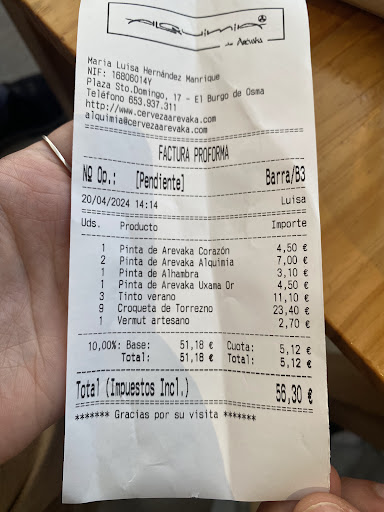 ALQUIMIA
de Arevaka
Maria Luisa Hernández Manrique
NIF: 16806014Y
Plaza Sto.Domingo, 17 - El Burgo de Osma
Teléfono 653.937.311
http://www.cervezaarevaka.com
alquimia@cervezaarevaka.com
FACTURA PROFORMA
Nº Op.: [Pendiente] Barra/B3
20/04/2024 14:14 Luisa
Uds. Producto Importe
1 Pinta de Arevaka Corazón 4,50 €
2 Pinta de Arevaka Alquimia 7,00 €
1 Pinta de Alhambra 3,10 €
1 Pinta de Arevaka Uxama Or 4,50 €
3 Tinto verano 11,10 €
9 Croqueta de Torrezno 23,40 €
1 Vermut artesano 2,70 €
10,00%: Base: 51,18 € Cuota: 5,12 €
Total: 51,18 € Total: 5,12 €
Total (Impuestos Incl.) 56,30 €
******* Gracias por su visita *******